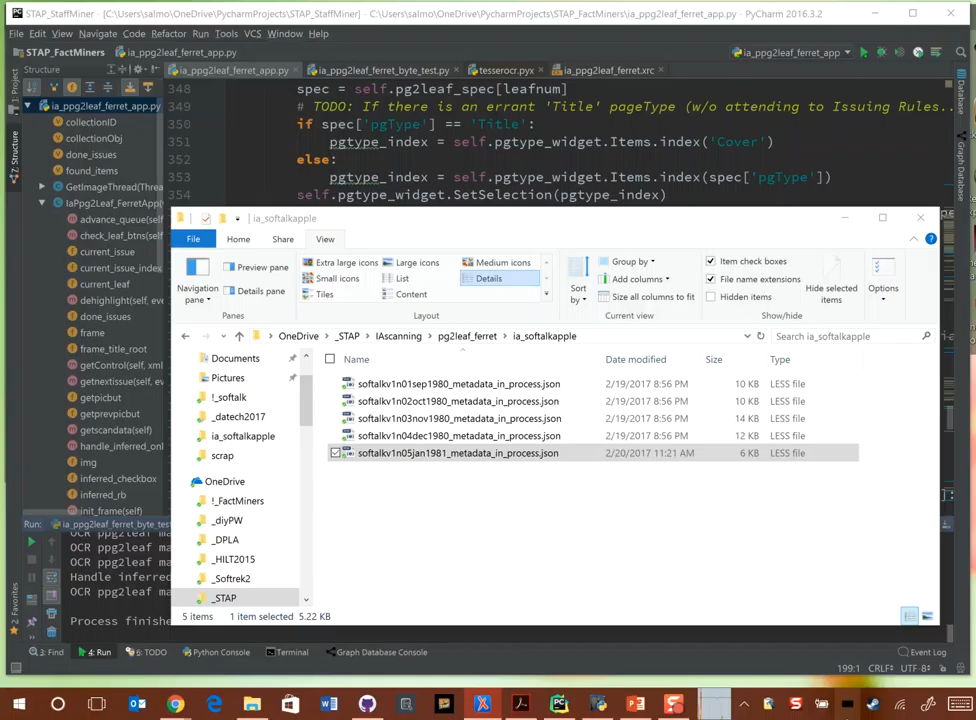 [C:\Users\salmo\OneDrive\PycharmProjects\STAP_StaffMiner] - [C:\Users\salmo\OneDrive\PycharmProjects\STAP_FactMiners] - ...\ia_ppg2leaf_ferret_app.py - PyCharm 2016.3.2
File Edit View Navigate Code Refactor Run Tools VCS Window Help
STAP_FactMiners ia_ppg2leaf_ferret_app.py ia_ppg2leaf_ferret_app
Structure ia_ppg2leaf_ferret_app.py ia_ppg2leaf_ferret_byte_test.py tesserocr.pyx ia_ppg2leaf_ferret_app.xrc
348 spec = self.pg2leaf_spec[leafnum]
349 # TODO: If there is an errant 'Title' pageType (w/o attending to Issuing Rules..
350 if spec['pgType'] == 'Title':
351 pgtype_index = self.pgtype_widget.Items.index('Cover')
352 else:
353 pgtype_index = self.pgtype_widget.Items.index(spec['pgType'])
354 self.pgtype_widget.SetSelection(pgtype_index)
1: Project
7: Structure
2: Favorites
Database
Graph Database
ia_ppg2leaf_ferret_app.py
collectionID
collectionObj
done_issues
found_items
GetImageThread(Threa
IaPpg2Leaf_FerretApp(
advance_queue(self
check_leaf_btns(self
current_issue
current_issue_index
current_leaf
dehighlight(self, eve
done_issues
frame
frame_title_root
getControl(self, xml
getnextissue(self, ev
getpicbut
getprevpicbut
getscandata(self)
handle_inferred_onl
img
inferred_checkbox
inferred_rb
init_frame(self)
ia_softalkapple
File Home Share View
Navigation pane
Preview pane
Details pane
Panes
Extra large icons Large icons Medium icons
Small icons List Details
Tiles Content
Layout
Sort by
Group by
Add columns
Size all columns to fit
Current view
Item check boxes
File name extensions
Hidden items
Hide selected items
Options
Show/hide
OneDrive _STAP IAscanning pg2leaf_ferret ia_softalkapple Search ia_softalkapple
Name Date modified Size Type
softalkv1n01sep1980_metadata_in_process.json 2/19/2017 8:56 PM 10 KB LESS file
softalkv1n02oct1980_metadata_in_process.json 2/19/2017 8:56 PM 10 KB LESS file
softalkv1n03nov1980_metadata_in_process.json 2/19/2017 8:56 PM 14 KB LESS file
softalkv1n04dec1980_metadata_in_process.json 2/19/2017 8:56 PM 12 KB LESS file
softalkv1n05jan1981_metadata_in_process.json 2/20/2017 11:21 AM 6 KB LESS file
Documents
Pictures
!_softalk
_datech2017
ia_softalkapple
scrap
OneDrive
!_FactMiners
_diyPW
_DPLA
_HILT2015
_Softrek2
_STAP
5 items 1 item selected 5.22 KB
Run: ia_ppg2leaf_ferret_byte_test
OCR ppg2leaf ma
OCR ppg2leaf ma
Handle inferred
OCR ppg2leaf ma
Process finishe
3: Find 4: Run 6: TODO Python Console Terminal Graph Database Console Event Log
199:1 CRLF UTF-8